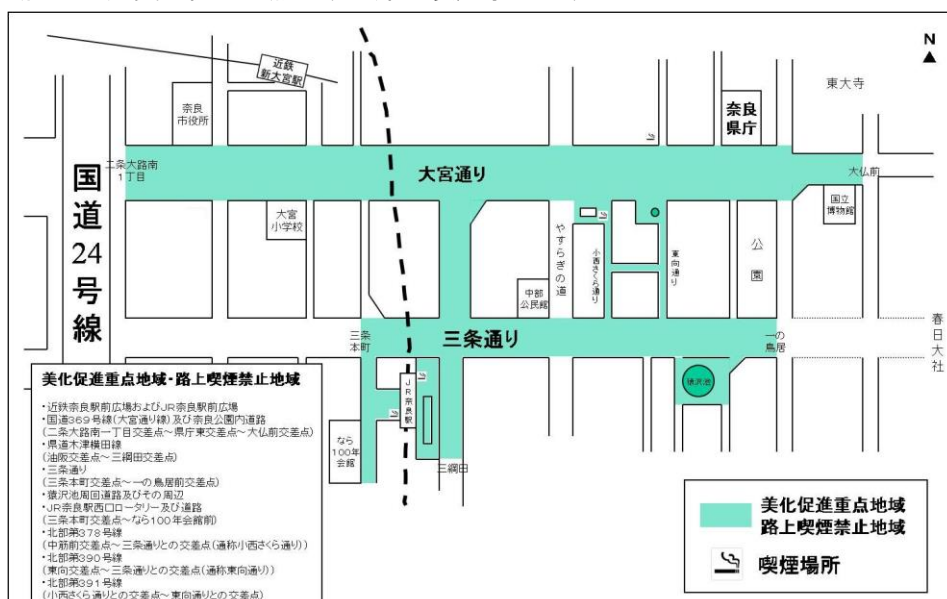 N
近鉄
新大宮駅
東大寺
奈良
市役所
奈良
県庁
二条大路南
1丁目
大宮通り
大仏前
国道24号線
大宮
小学校
国立
博物館
やすらぎの道
小西さくら通り
東向通り
公園
中部
公民館
三条
本町
三条通り
一の
鳥居
春日大社
JR奈良駅
猿沢池
なら
100年
会館
三綱田
美化促進重点地域・路上喫煙禁止地域
・近鉄奈良駅前広場およびJR奈良駅前広場
・国道369号線(大宮通り線)及び奈良公園内道路
(二条大路南一丁目交差点~県庁東交差点~大仏前交差点)
・県道木津横田線
(油阪交差点~三綱田交差点)
・三条通り
(三条本町交差点~一の鳥居前交差点)
・猿沢池周回道路及びその周辺
・JR奈良駅西口ロータリー及び道路
(三条本町交差点~なら100年会館前)
・北部第378号線
(中筋前交差点~三条通りとの交差点(通称小西さくら通り))
・北部第390号線
(東向交差点~三条通りとの交差点(通称東向通り))
・北部第391号線
(小西さくら通りとの交差点~東向通りとの交差点)
美化促進重点地域
路上喫煙禁止地域
喫煙場所